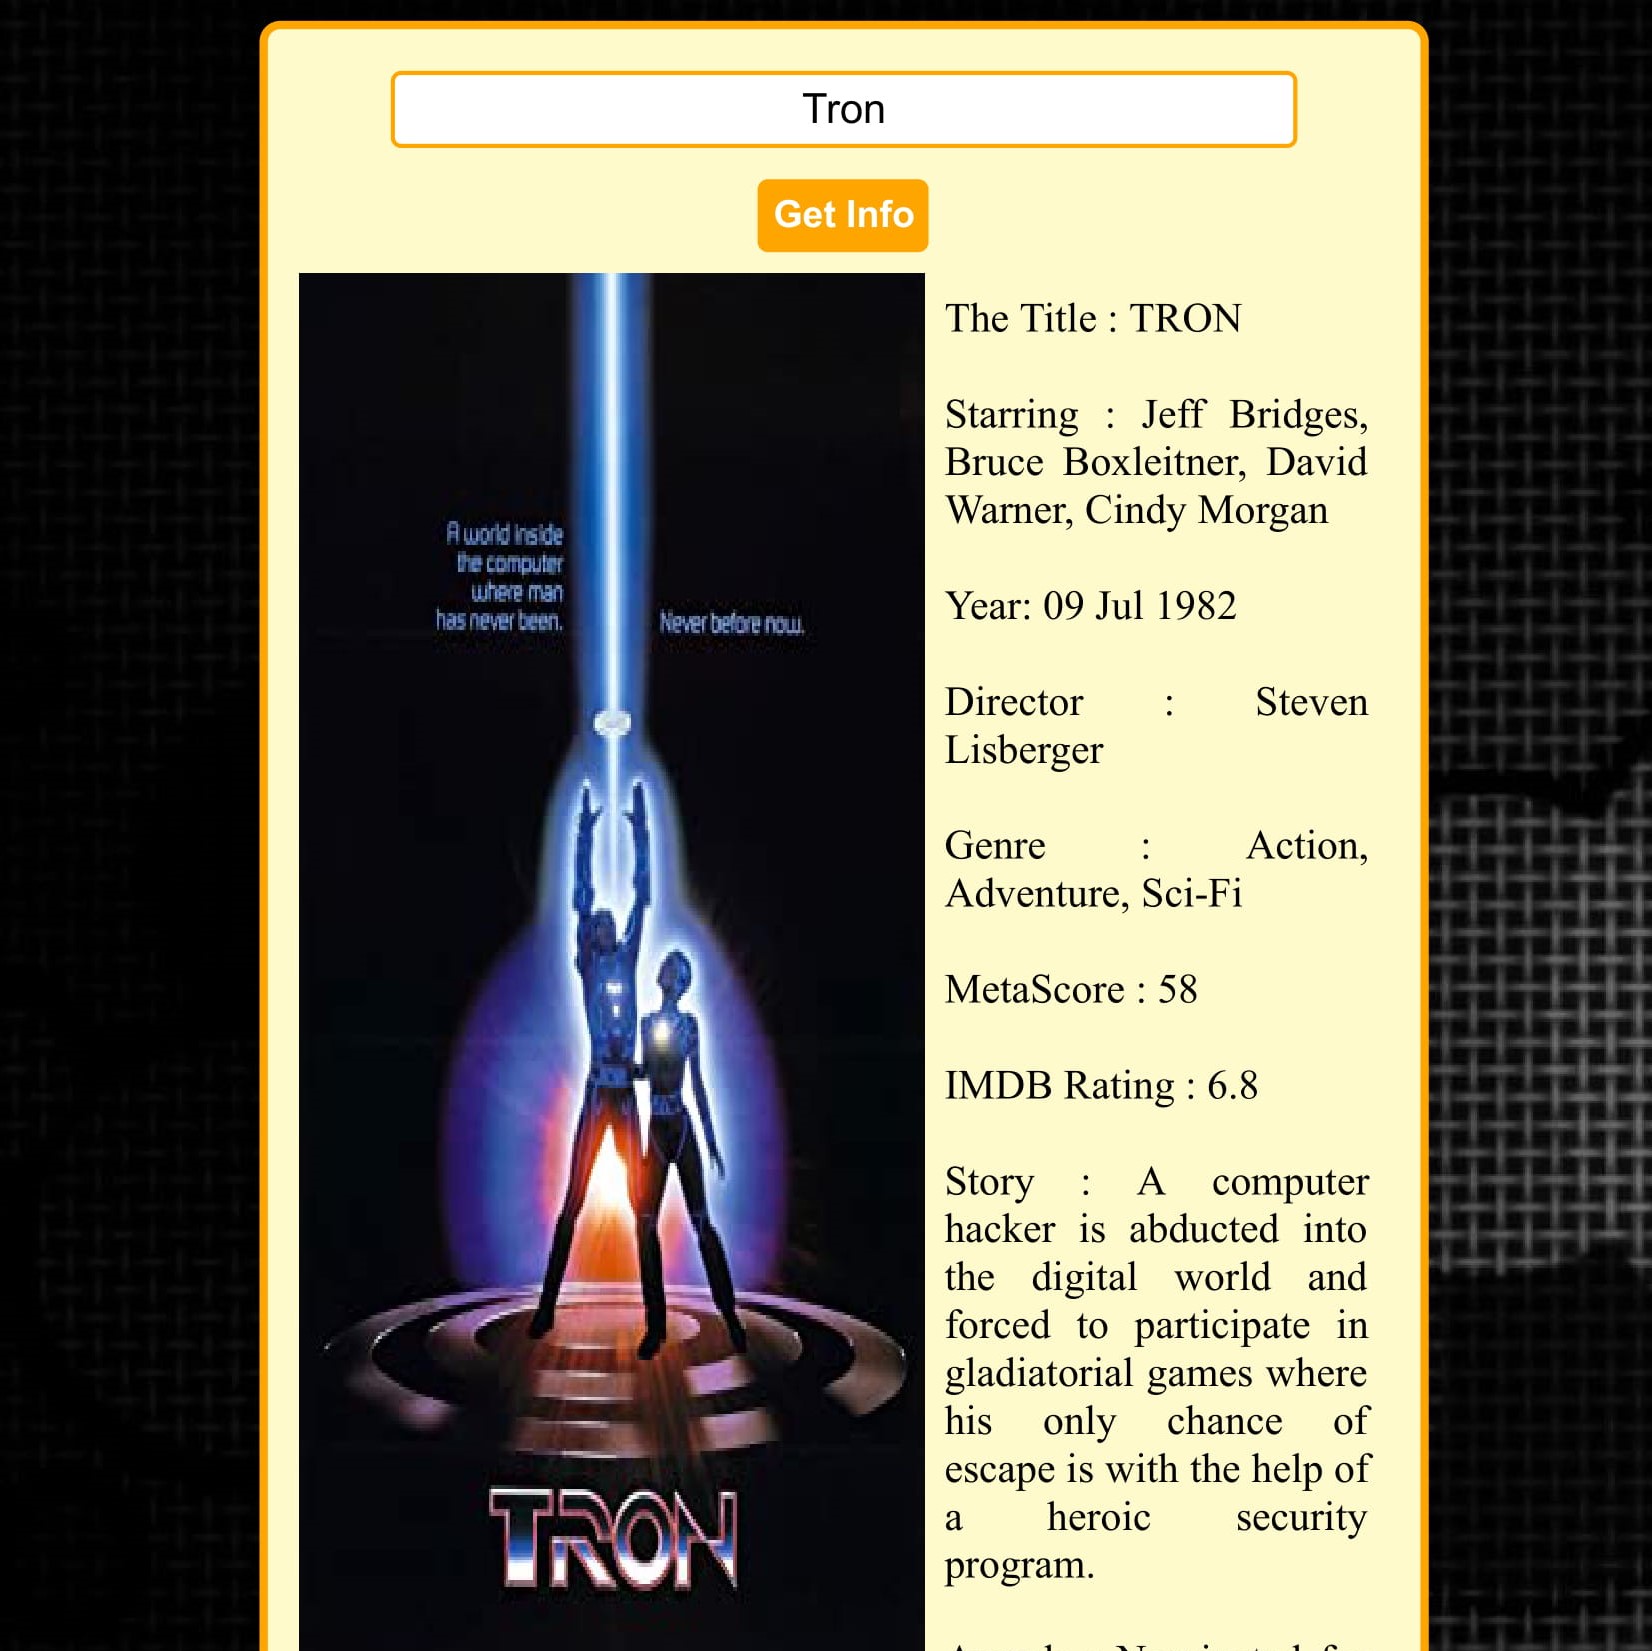 Tron
Get Info
A world inside
the computer
where man
has never been.
Never before now.
TRON
The Title : TRON
Starring : Jeff Bridges,
Bruce Boxleitner, David
Warner, Cindy Morgan
Year: 09 Jul 1982
Director : Steven
Lisberger
Genre : Action,
Adventure, Sci-Fi
MetaScore : 58
IMDB Rating : 6.8
Story : A computer
hacker is abducted into
the digital world and
forced to participate in
gladiatorial games where
his only chance of
escape is with the help of
a heroic security
program.